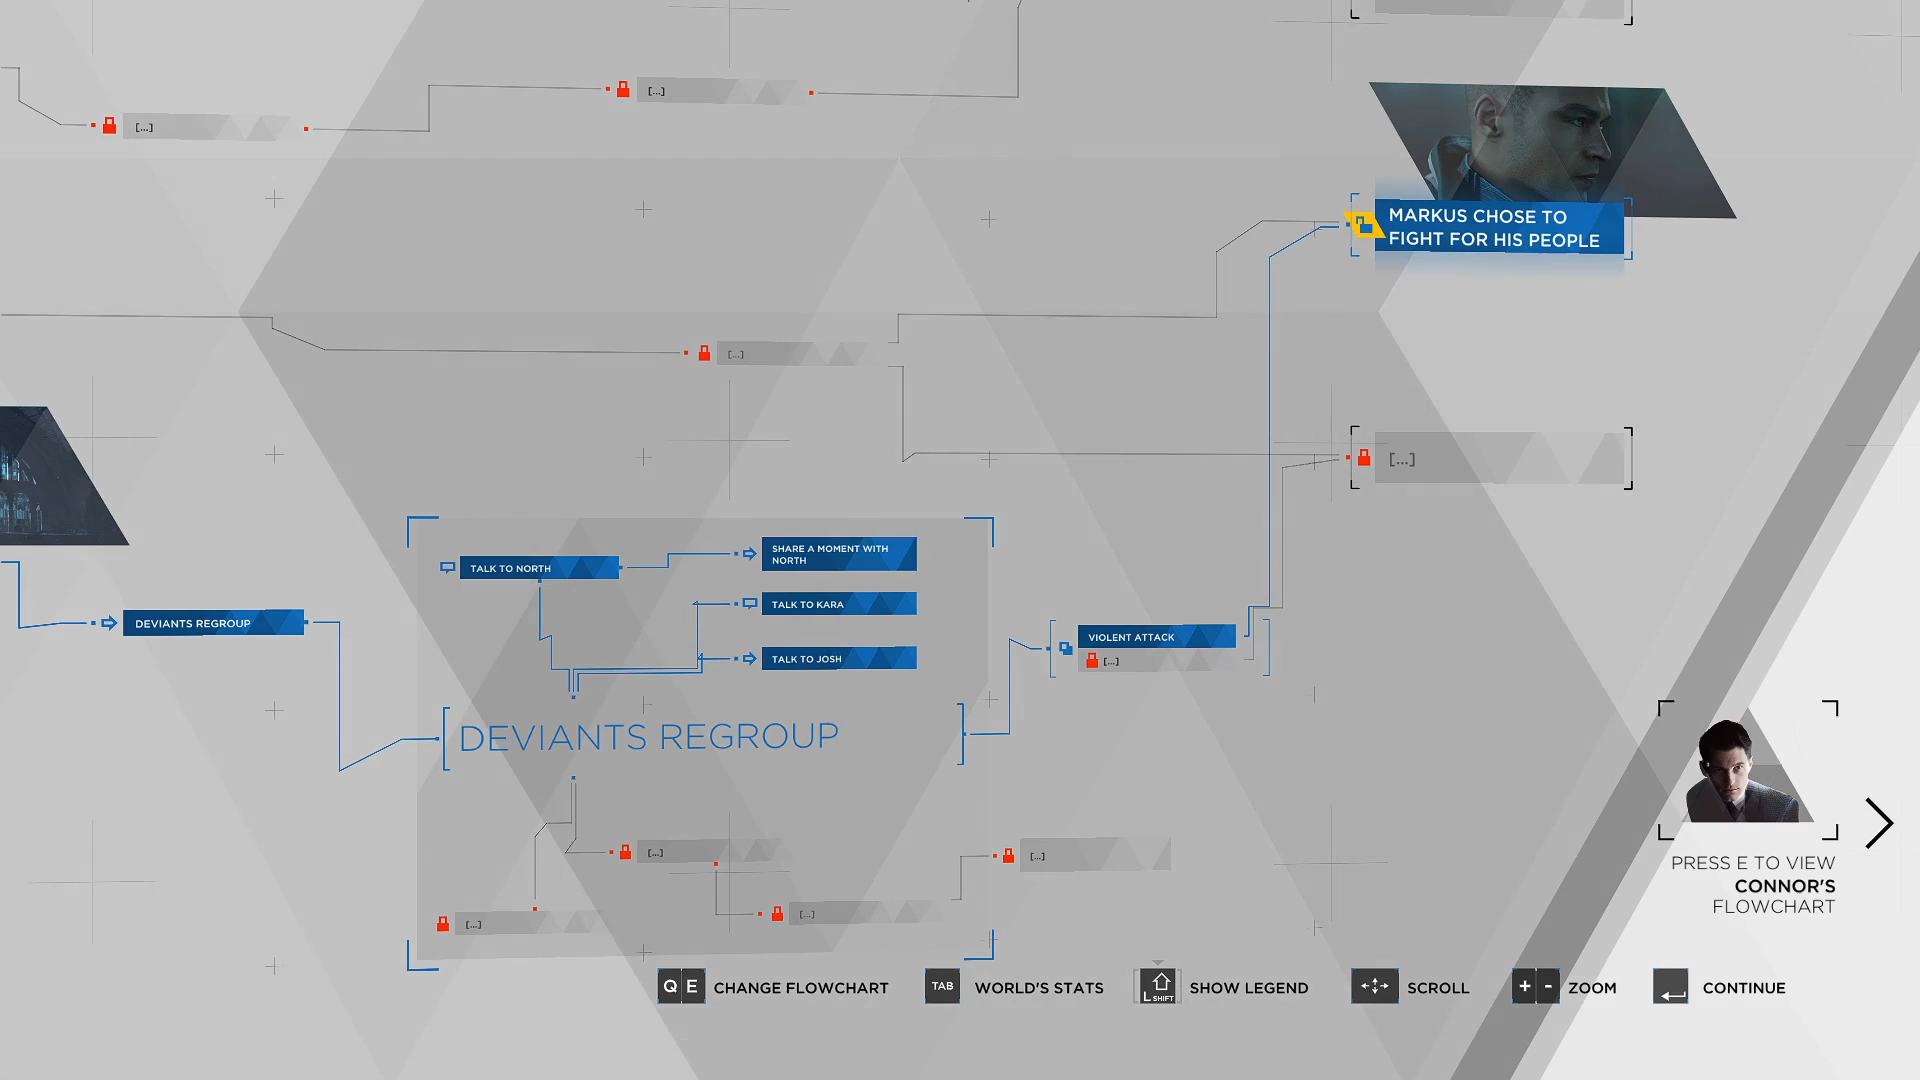 [...]
[...]
MARKUS CHOSE TO
FIGHT FOR HIS PEOPLE
[...]
[...]
TALK TO NORTH
SHARE A MOMENT WITH
NORTH
TALK TO KARA
TALK TO JOSH
DEVIANTS REGROUP
VIOLENT ATTACK
[...]
DEVIANTS REGROUP
[...]
[...]
[...]
[...]
PRESS E TO VIEW
CONNOR'S
FLOWCHART
Q E CHANGE FLOWCHART
TAB WORLD'S STATS
L SHIFT SHOW LEGEND
SCROLL
+ - ZOOM
CONTINUE